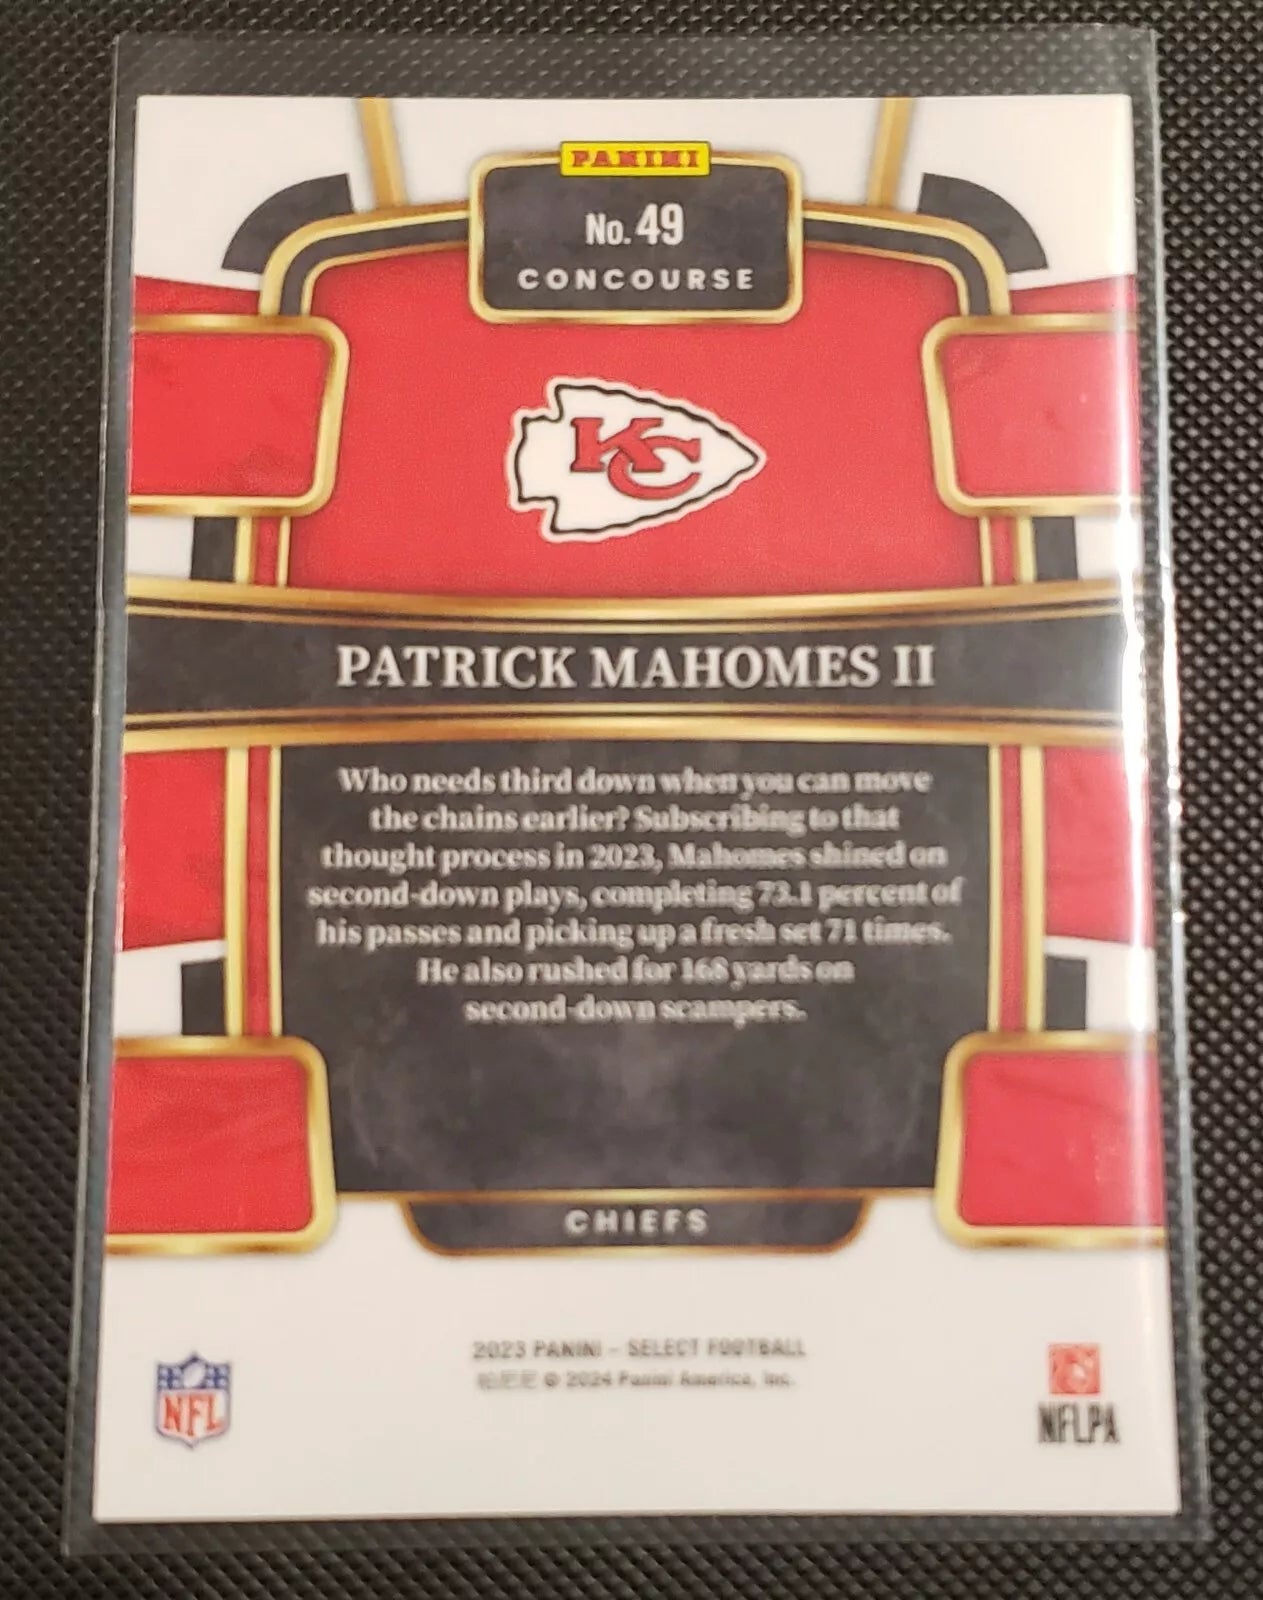 PANINI
No. 49
CONCOURSE
KC
PATRICK MAHOMES II
Who needs third down when you can move
the chains earlier? Subscribing to that
thought process in 2023, Mahomes shined on
second-down plays, completing 73.1 percent of
his passes and picking up a fresh set 71 times.
He also rushed for 168 yards on
second-down scampers.
CHIEFS
2023 PANINI - SELECT FOOTBALL
© 2024 Panini America, Inc.
NFL
NFLPA